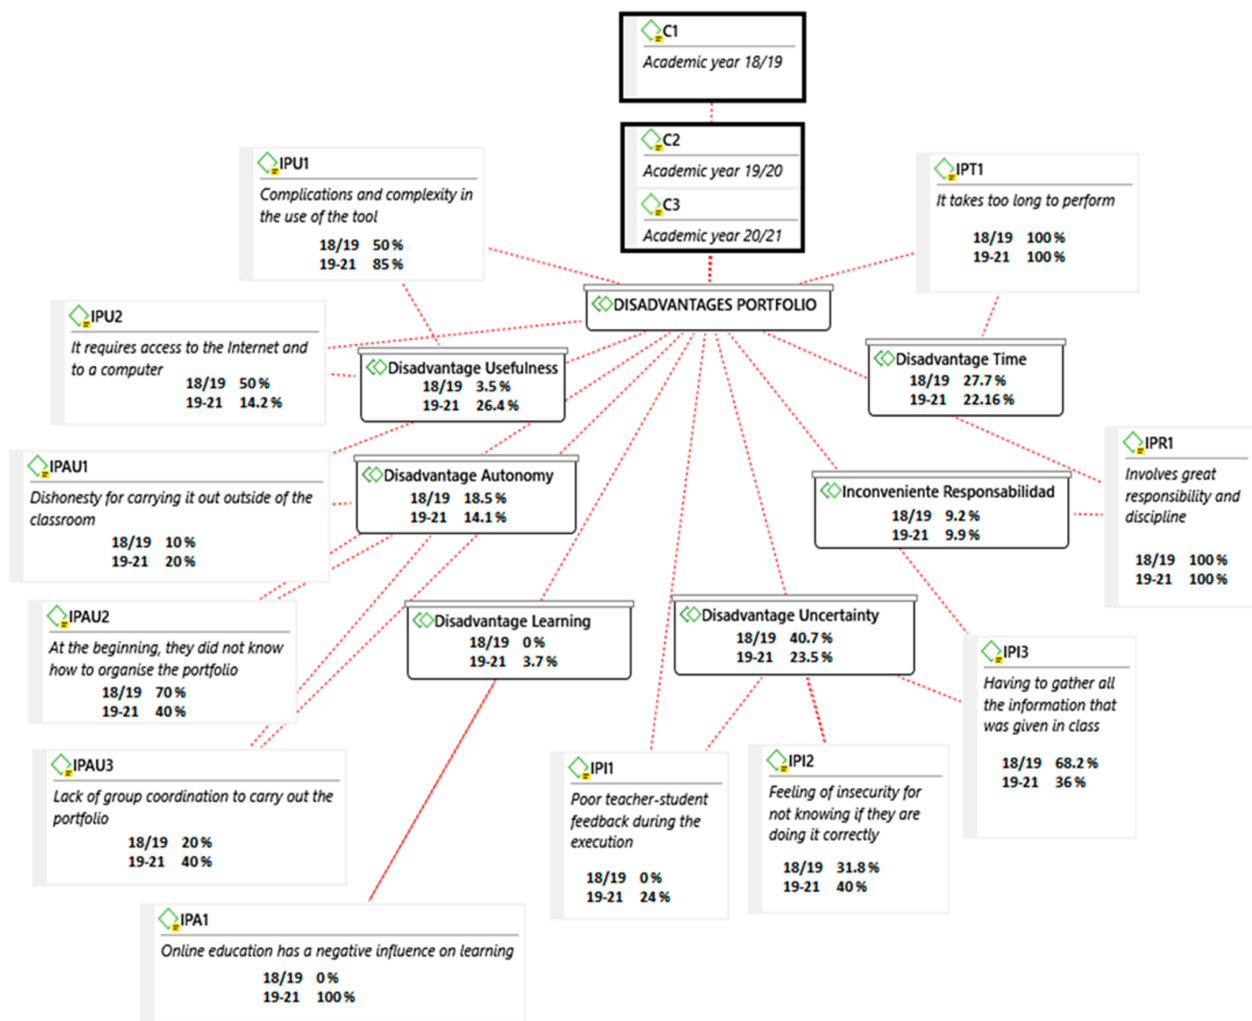 C1
Academic year 18/19
C2
Academic year 19/20
C3
Academic year 20/21
IPU1
Complications and complexity in
the use of the tool
18/19 50 %
19-21 85 %
IPT1
It takes too long to perform
18/19 100 %
19-21 100 %
DISADVANTAGES PORTFOLIO
IPU2
It requires access to the Internet and
to a computer
18/19 50 %
19-21 14.2 %
Disadvantage Usefulness
18/19 3.5 %
19-21 26.4 %
Disadvantage Time
18/19 27.7 %
19-21 22.16 %
IPAU1
Dishonesty for carrying it out outside of the
classroom
18/19 10 %
19-21 20 %
Disadvantage Autonomy
18/19 18.5 %
19-21 14.1 %
Inconveniente Responsabilidad
18/19 9.2 %
19-21 9.9 %
IPR1
Involves great
responsibility and
discipline
18/19 100 %
19-21 100 %
IPAU2
At the beginning, they did not know
how to organise the portfolio
18/19 70 %
19-21 40 %
Disadvantage Learning
18/19 0 %
19-21 3.7 %
Disadvantage Uncertainty
18/19 40.7 %
19-21 23.5 %
IPI3
Having to gather all
the information that
was given in class
18/19 68.2 %
19-21 36 %
IPAU3
Lack of group coordination to carry out the
portfolio
18/19 20 %
19-21 40 %
IPI1
Poor teacher-student
feedback during the
execution
18/19 0 %
19-21 24 %
IPI2
Feeling of insecurity for
not knowing if they are
doing it correctly
18/19 31.8 %
19-21 40 %
IPA1
Online education has a negative influence on learning
18/19 0 %
19-21 100 %